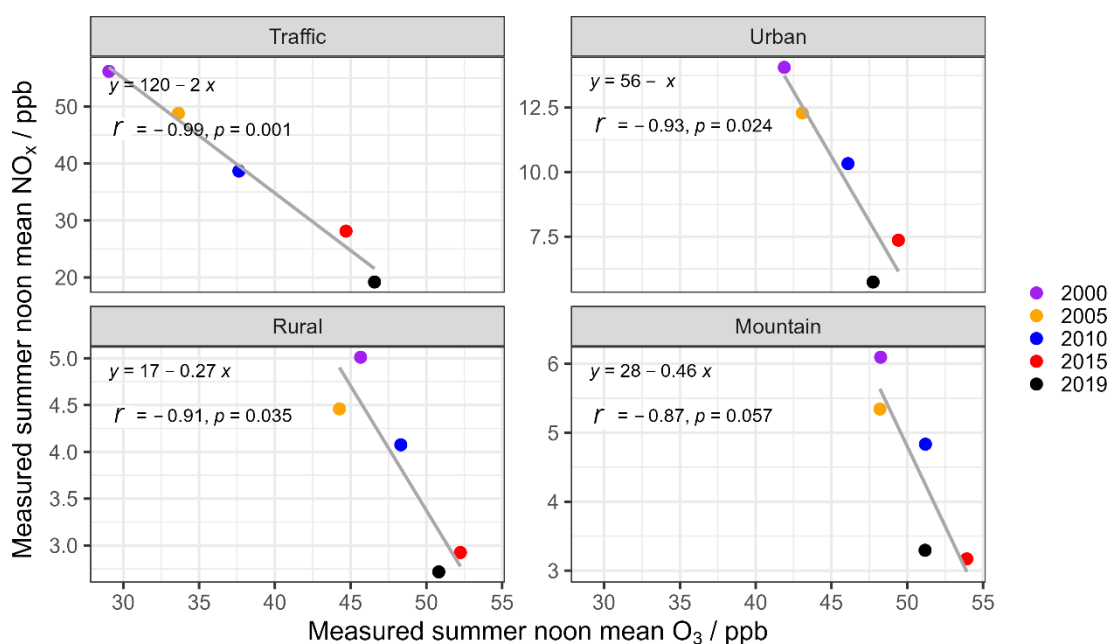 Traffic
Urban
y = 120 − 2 x
r = −0.99, p = 0.001
50
40
30
20
y = 56 − x
r = −0.93, p = 0.024
12.5
10.0
7.5
Rural
Mountain
y = 17 − 0.27 x
r = −0.91, p = 0.035
5.0
4.5
4.0
3.5
3.0
y = 28 − 0.46 x
r = −0.87, p = 0.057
6
5
4
3
30 35 40 45 50 55
30 35 40 45 50 55
Measured summer noon mean O₃ / ppb
Measured summer noon mean NOₓ / ppb
2000
2005
2010
2015
2019